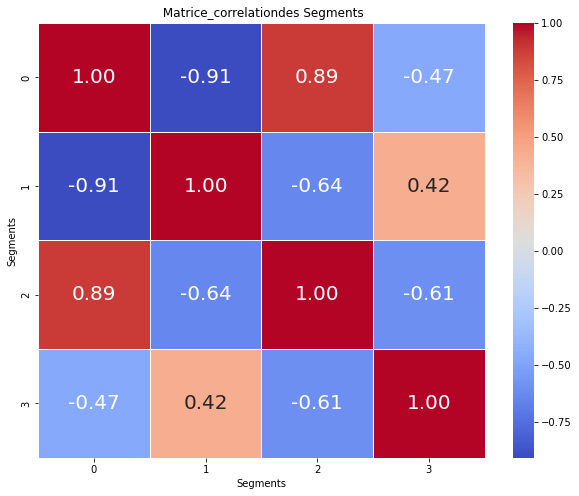 Matrice_correlationdes Segments
0 1.00 -0.91 0.89 -0.47
1 -0.91 1.00 -0.64 0.42
2 0.89 -0.64 1.00 -0.61
3 -0.47 0.42 -0.61 1.00
Segments
0 1 2 3
Segments
1.00
0.75
0.50
0.25
0.00
−0.25
−0.50
−0.75